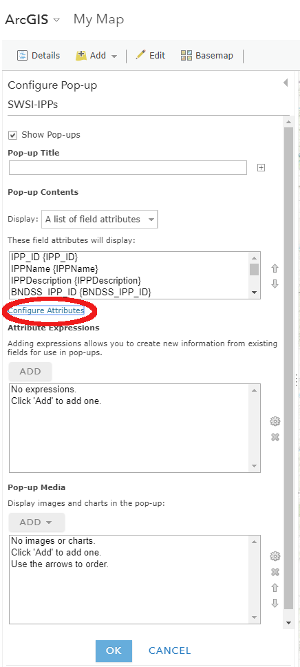 ArcGIS My Map
Details Add Edit Basemap
Configure Pop-up
SWSI-IPPs
Show Pop-ups
Pop-up Title
Pop-up Contents
Display: A list of field attributes
These field attributes will display:
IPP_ID {IPP_ID}
IPPName {IPPName}
IPPDescription {IPPDescription}
BNDSS_IPP_ID {BNDSS_IPP_ID}
Configure Attributes
Attribute Expressions
Adding expressions allows you to create new information from existing
fields for use in pop-ups.
ADD
No expressions.
Click 'Add' to add one.
Pop-up Media
Display images and charts in the pop-up:
ADD
No images or charts.
Click 'Add' to add one.
Use the arrows to order.
OK CANCEL